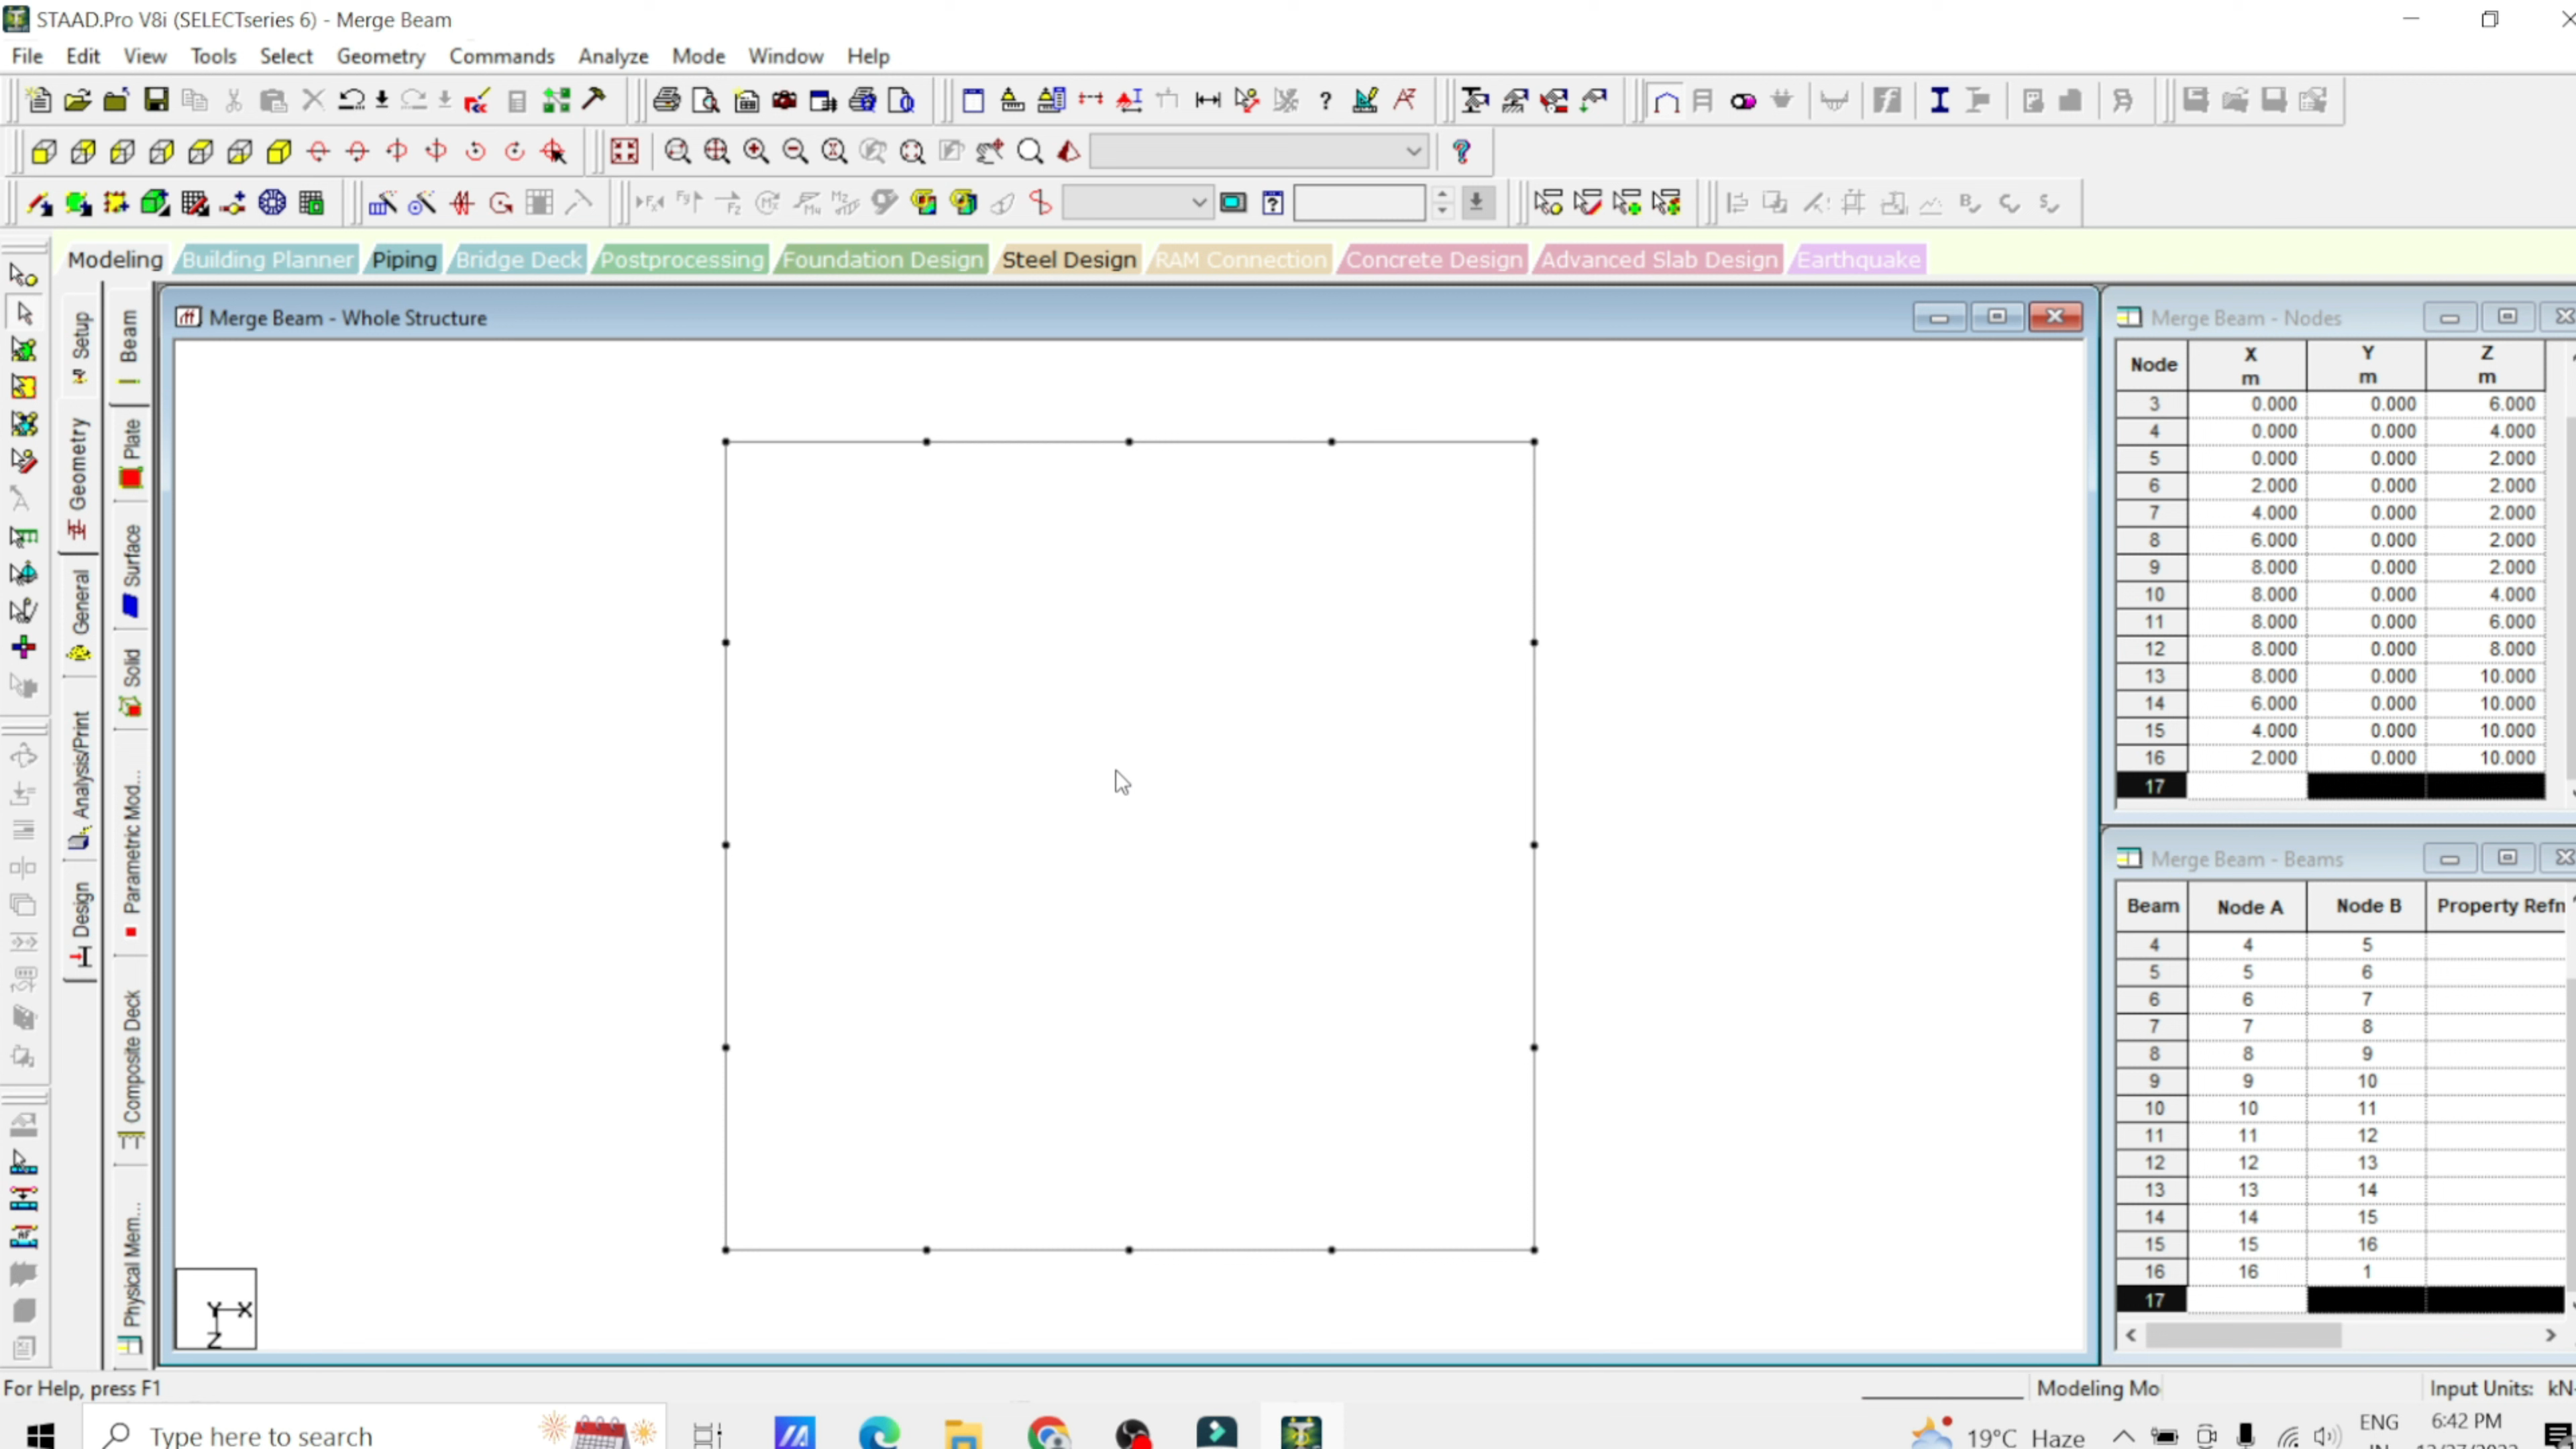 STAAD.Pro V8i (SELECTseries 6) - Merge Beam
File Edit View Tools Select Geometry Commands Analyze Mode Window Help
Modeling Building Planner Piping Bridge Deck Postprocessing Foundation Design Steel Design RAM Connection Concrete Design Advanced Slab Design Earthquake
Setup
Geometry
General
Analysis/Print
Design
Beam
Plate
Surface
Solid
Parametric Mod...
Composite Deck
Physical Mem...
Merge Beam - Whole Structure
Y X
Z
Merge Beam - Nodes
Node X m Y m Z m
3 0.000 0.000 6.000
4 0.000 0.000 4.000
5 0.000 0.000 2.000
6 2.000 0.000 2.000
7 4.000 0.000 2.000
8 6.000 0.000 2.000
9 8.000 0.000 2.000
10 8.000 0.000 4.000
11 8.000 0.000 6.000
12 8.000 0.000 8.000
13 8.000 0.000 10.000
14 6.000 0.000 10.000
15 4.000 0.000 10.000
16 2.000 0.000 10.000
17
Merge Beam - Beams
Beam Node A Node B Property Refn
4 4 5
5 5 6
6 6 7
7 7 8
8 8 9
9 9 10
10 10 11
11 11 12
12 12 13
13 13 14
14 14 15
15 15 16
16 16 1
17
For Help, press F1
Modeling Mo
Input Units: kN
Type here to search
19°C Haze
ENG
6:42 PM